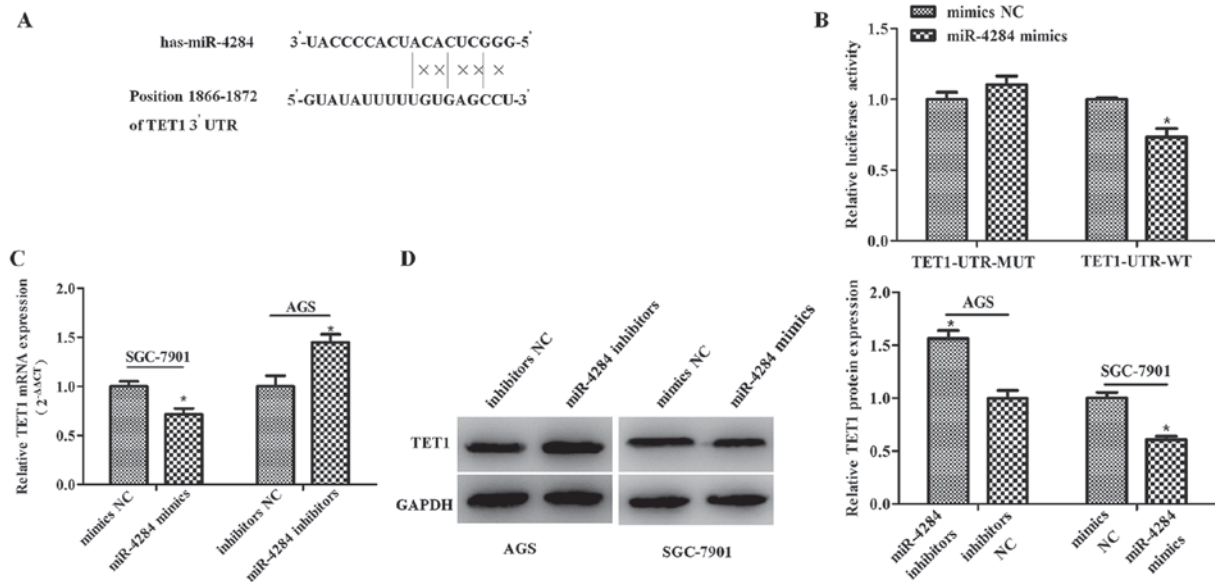 A
has-miR-4284 3'-UACCCCACUACACUCGGG-5'
×× ×× ×
Position 1866-1872 5'-GUAUAUUUUUGUGAGCCU-3'
of TET1 3' UTR
B
mimics NC
miR-4284 mimics
Relative luciferase activity
1.5
1.0
0.5
0.0
*
TET1-UTR-MUT TET1-UTR-WT
C
Relative TET1 mRNA expression
(2-ΔΔCT)
2.0
1.5
1.0
0.5
0.0
SGC-7901
*
AGS
*
mimics NC
miR-4284 mimics
inhibitors NC
miR-4284 inhibitors
D
inhibitors NC
miR-4284 inhibitors
mimics NC
miR-4284 mimics
TET1
GAPDH
AGS SGC-7901
Relative TET1 protein expression
2.0
1.5
1.0
0.5
0.0
AGS
*
SGC-7901
*
miR-4284
inhibitors
inhibitors
NC
mimics
NC
miR-4284
mimics